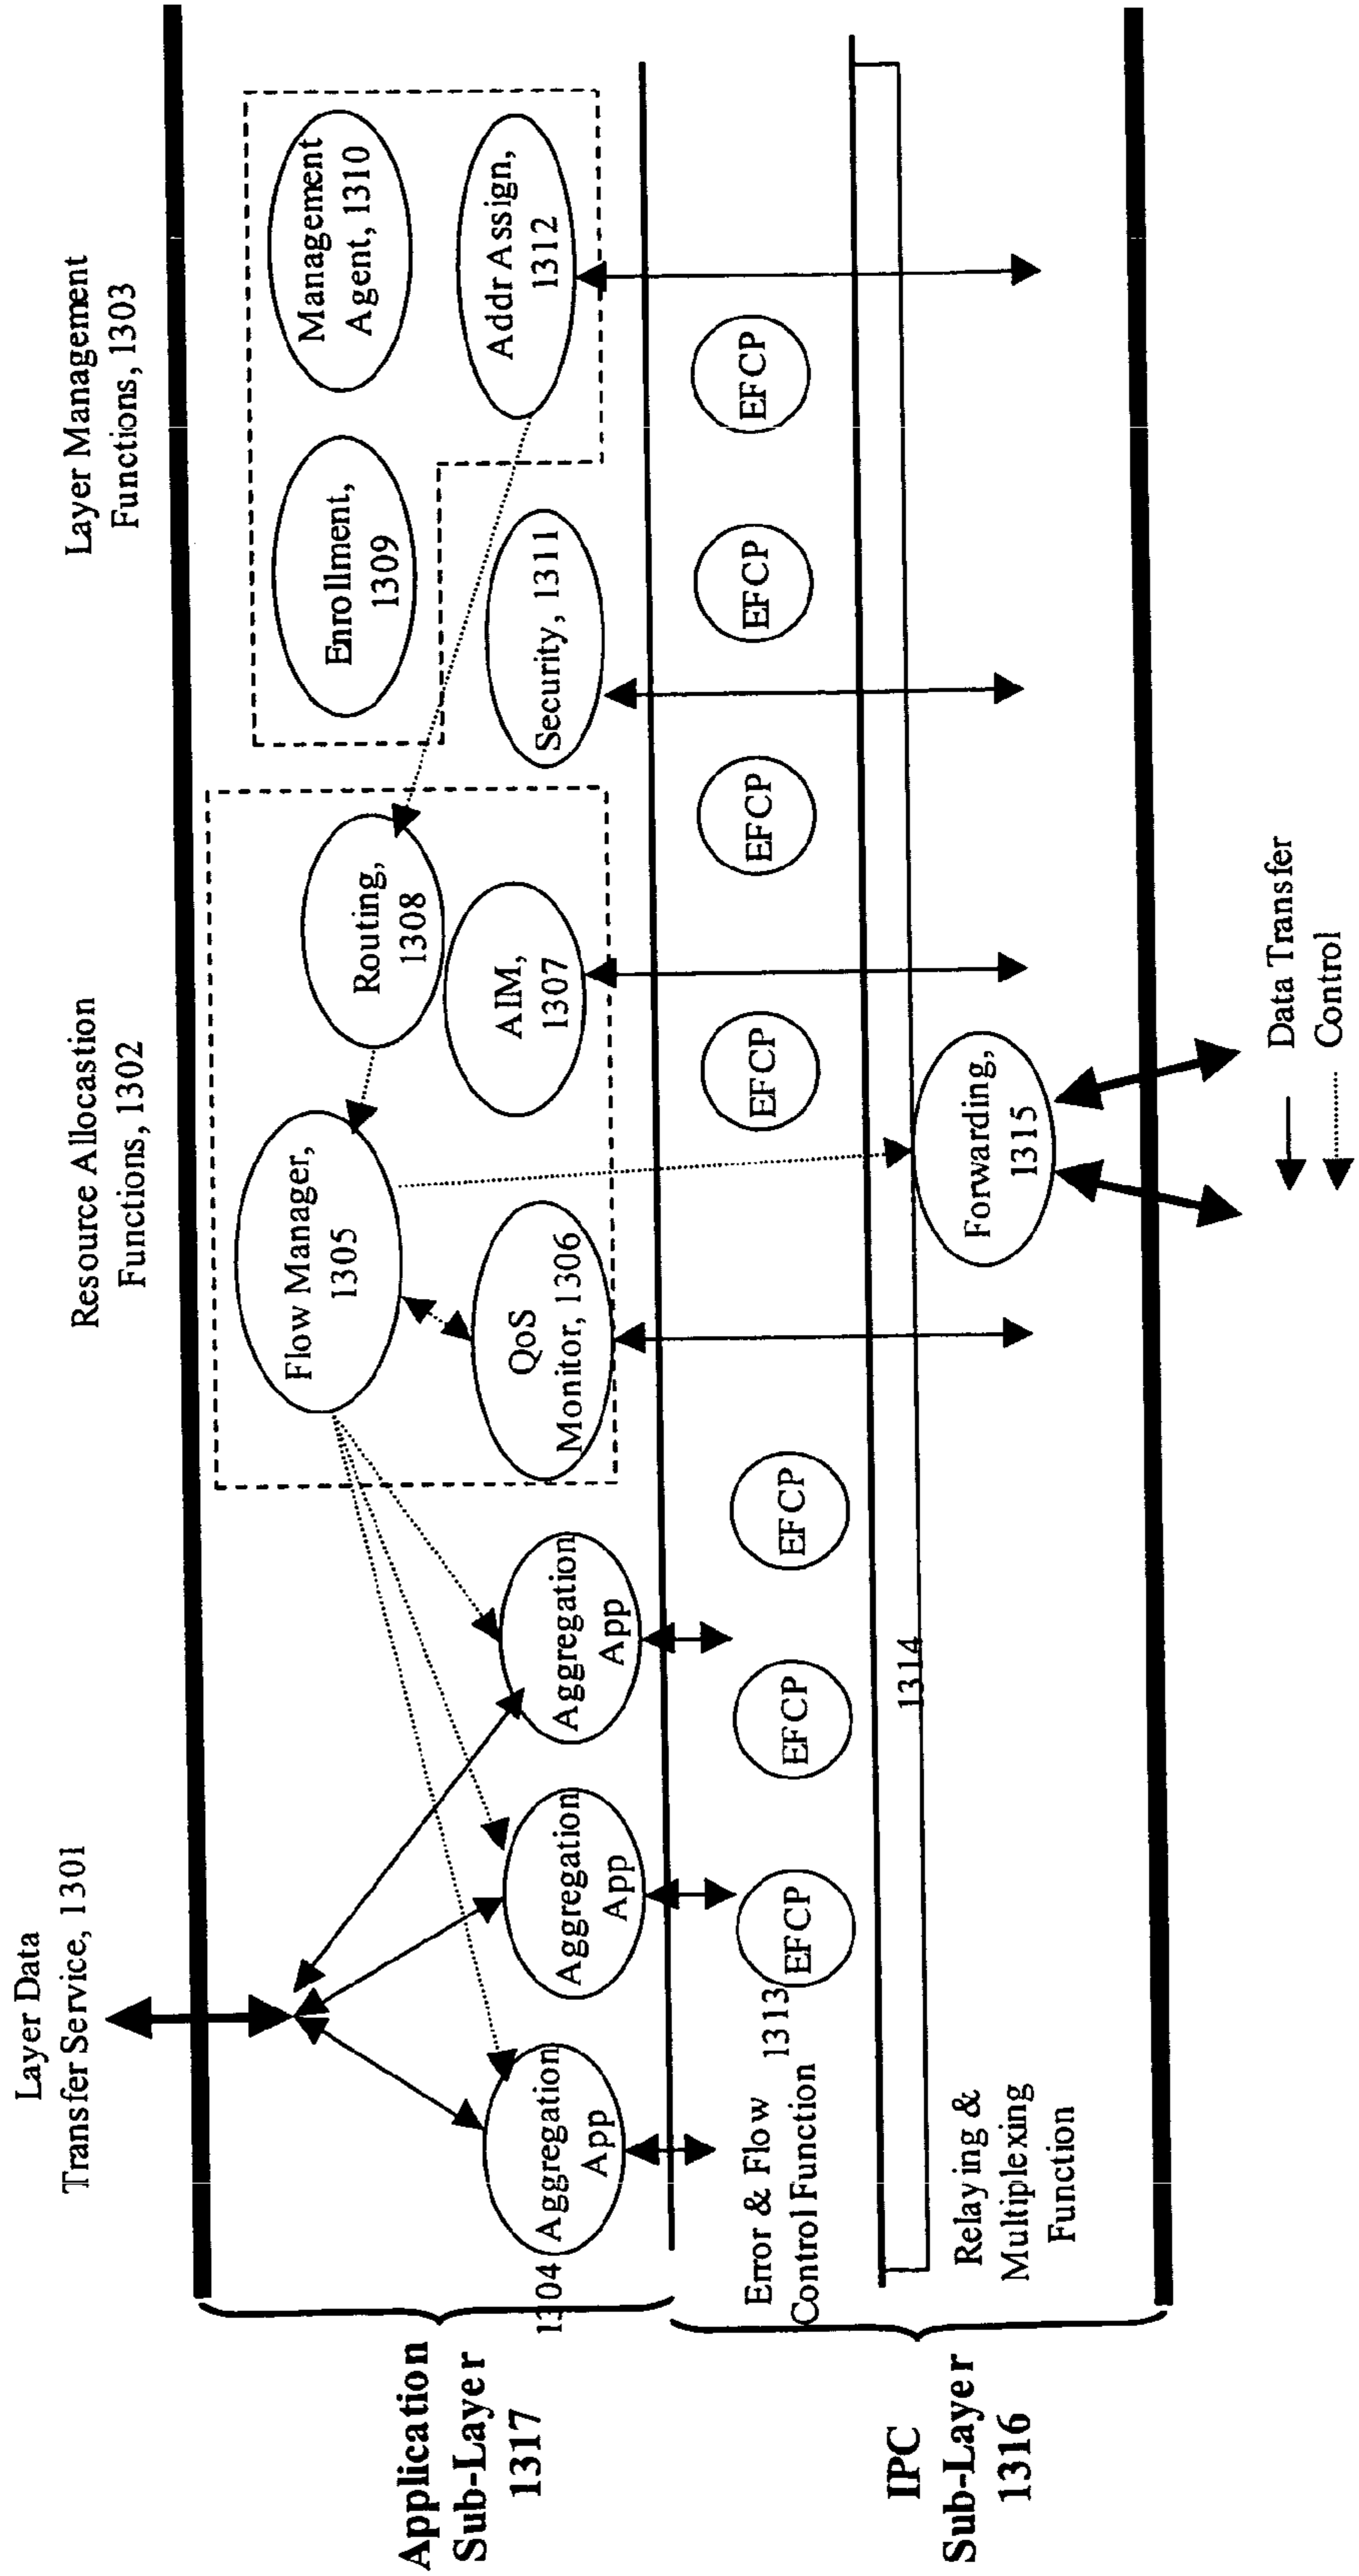 Layer Data
Transfer Service, 1301
Resource Allocastion
Functions, 1302
Layer Management
Functions, 1303
Application
Sub-Layer
1317
1304
Aggregation
App
Aggregation
App
Aggregation
App
Flow Manager,
1305
QoS
Monitor, 1306
Routing,
1308
AIM,
1307
Enrollment,
1309
Management
Agent, 1310
Security, 1311
Addr Assign,
1312
IPC
Sub-Layer
1316
Error & Flow
Control Function
1313
EFCP
EFCP
EFCP
EFCP
EFCP
EFCP
EFCP
1314
Relaying &
Multiplexing
Function
Forwarding,
1315
Data Transfer
Control